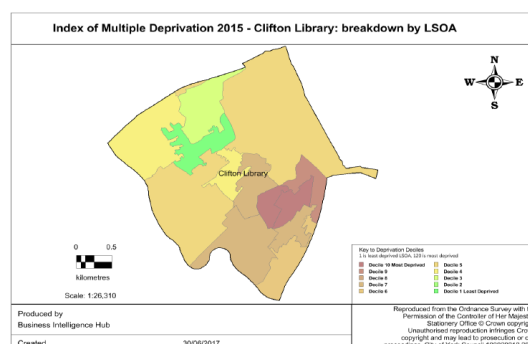 Index of Multiple Deprivation 2015 - Clifton Library: breakdown by LSOA
N
W E
S
Clifton Library
0 0.5
kilometres
Scale: 1:26,310
Key to Deprivation Deciles
1 is least deprived LSOA, 120 is most deprived
Decile 10 Most Deprived
Decile 9
Decile 8
Decile 7
Decile 6
Decile 5
Decile 4
Decile 3
Decile 2
Decile 1 Least Deprived
Produced by
Business Intelligence Hub
Created 30/06/2017
Reproduced from the Ordnance Survey with
Permission of the Controller of Her Majest
Stationery Office © Crown copyrig
Unauthorised reproduction infringes Cro
copyright and may lead to prosecution or c